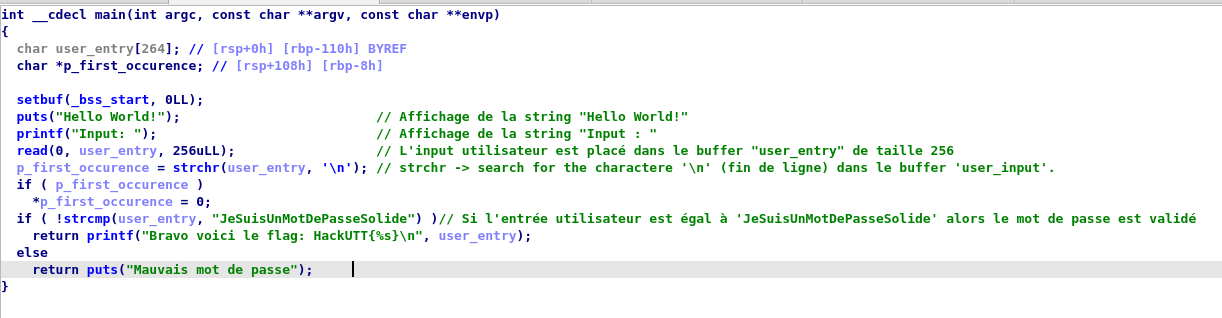 int __cdecl main(int argc, const char **argv, const char **envp)
{
  char user_entry[264]; // [rsp+0h] [rbp-110h] BYREF
  char *p_first_occurence; // [rsp+108h] [rbp-8h]

  setbuf(_bss_start, 0LL);
  puts("Hello World!");                         // Affichage de la string "Hello World!"
  printf("Input: ");                            // Affichage de la string "Input : "
  read(0, user_entry, 256uLL);                  // L'input utilisateur est placé dans le buffer "user_entry" de taille 256
  p_first_occurence = strchr(user_entry, '\n'); // strchr -> search for the charactere '\n' (fin de ligne) dans le buffer 'user_input'.
  if ( p_first_occurence )
    *p_first_occurence = 0;
  if ( !strcmp(user_entry, "JeSuisUnMotDePasseSolide") )// Si l'entrée utilisateur est égal à 'JeSuisUnMotDePasseSolide' alors le mot de passe est validé
    return printf("Bravo voici le flag: HackUTT{%s}\n", user_entry);
  else
    return puts("Mauvais mot de passe");
}